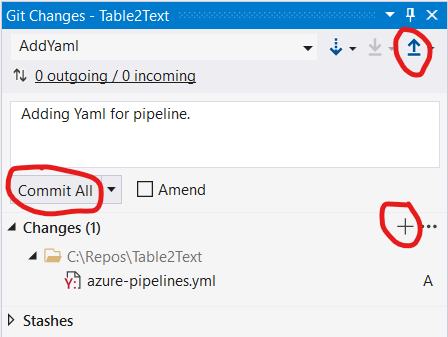 Git Changes - Table2Text
AddYaml
0 outgoing / 0 incoming
Adding Yaml for pipeline.
Commit All Amend
Changes (1)
C:\Repos\Table2Text
azure-pipelines.yml A
Stashes